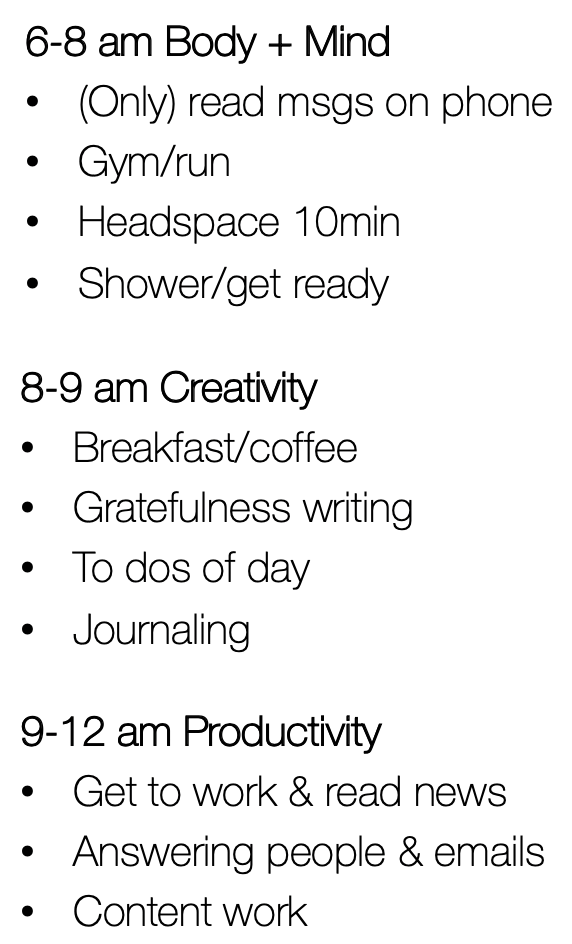 6-8 am Body + Mind
• (Only) read msgs on phone
• Gym/run
• Headspace 10min
• Shower/get ready
8-9 am Creativity
• Breakfast/coffee
• Gratefulness writing
• To dos of day
• Journaling
9-12 am Productivity
• Get to work & read news
• Answering people & emails
• Content work